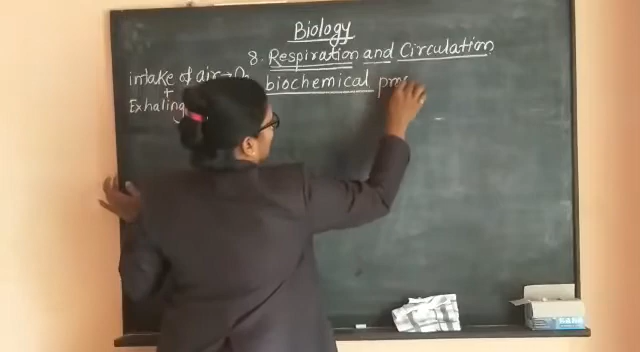 Biology
8. Respiration and Circulation
intake of air → O₂
+
Exhaling
biochemical pro